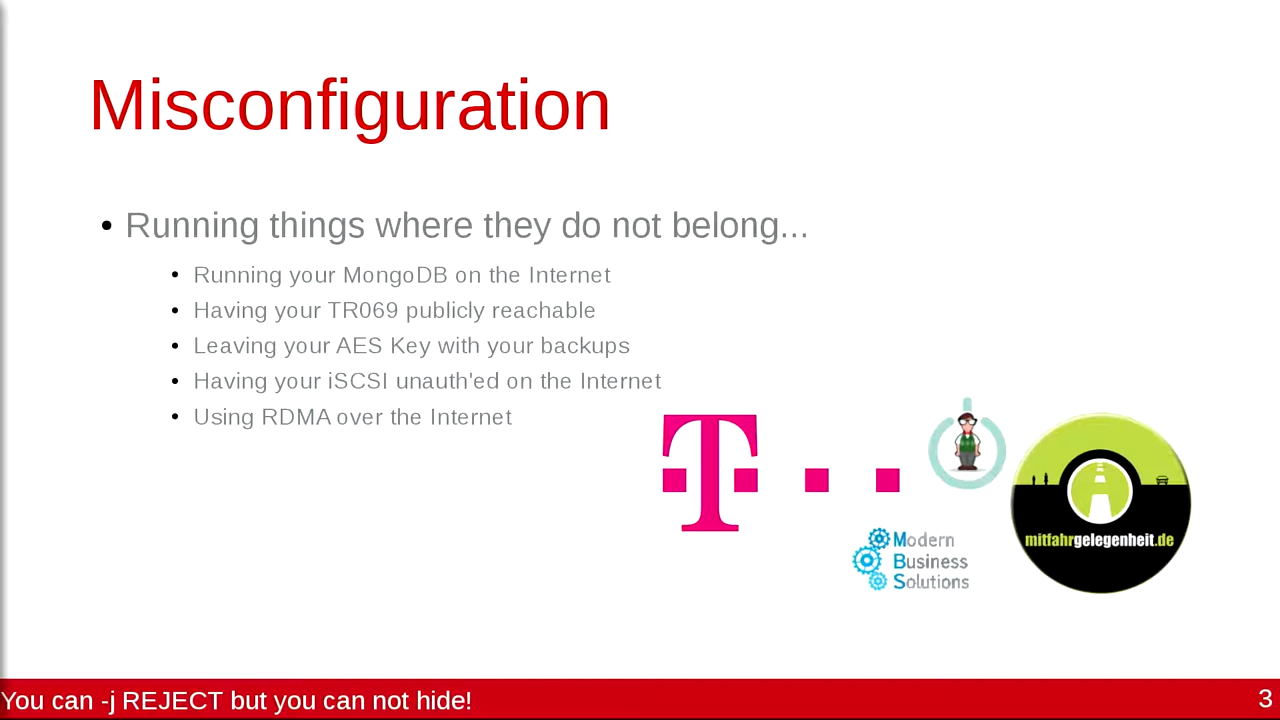 Misconfiguration
Running things where they do not belong...
Running your MongoDB on the Internet
Having your TR069 publicly reachable
Leaving your AES Key with your backups
Having your iSCSI unauth'ed on the Internet
Using RDMA over the Internet
T
mitfahrgelegenheit.de
Modern
Business
Solutions
You can -j REJECT but you can not hide!
3